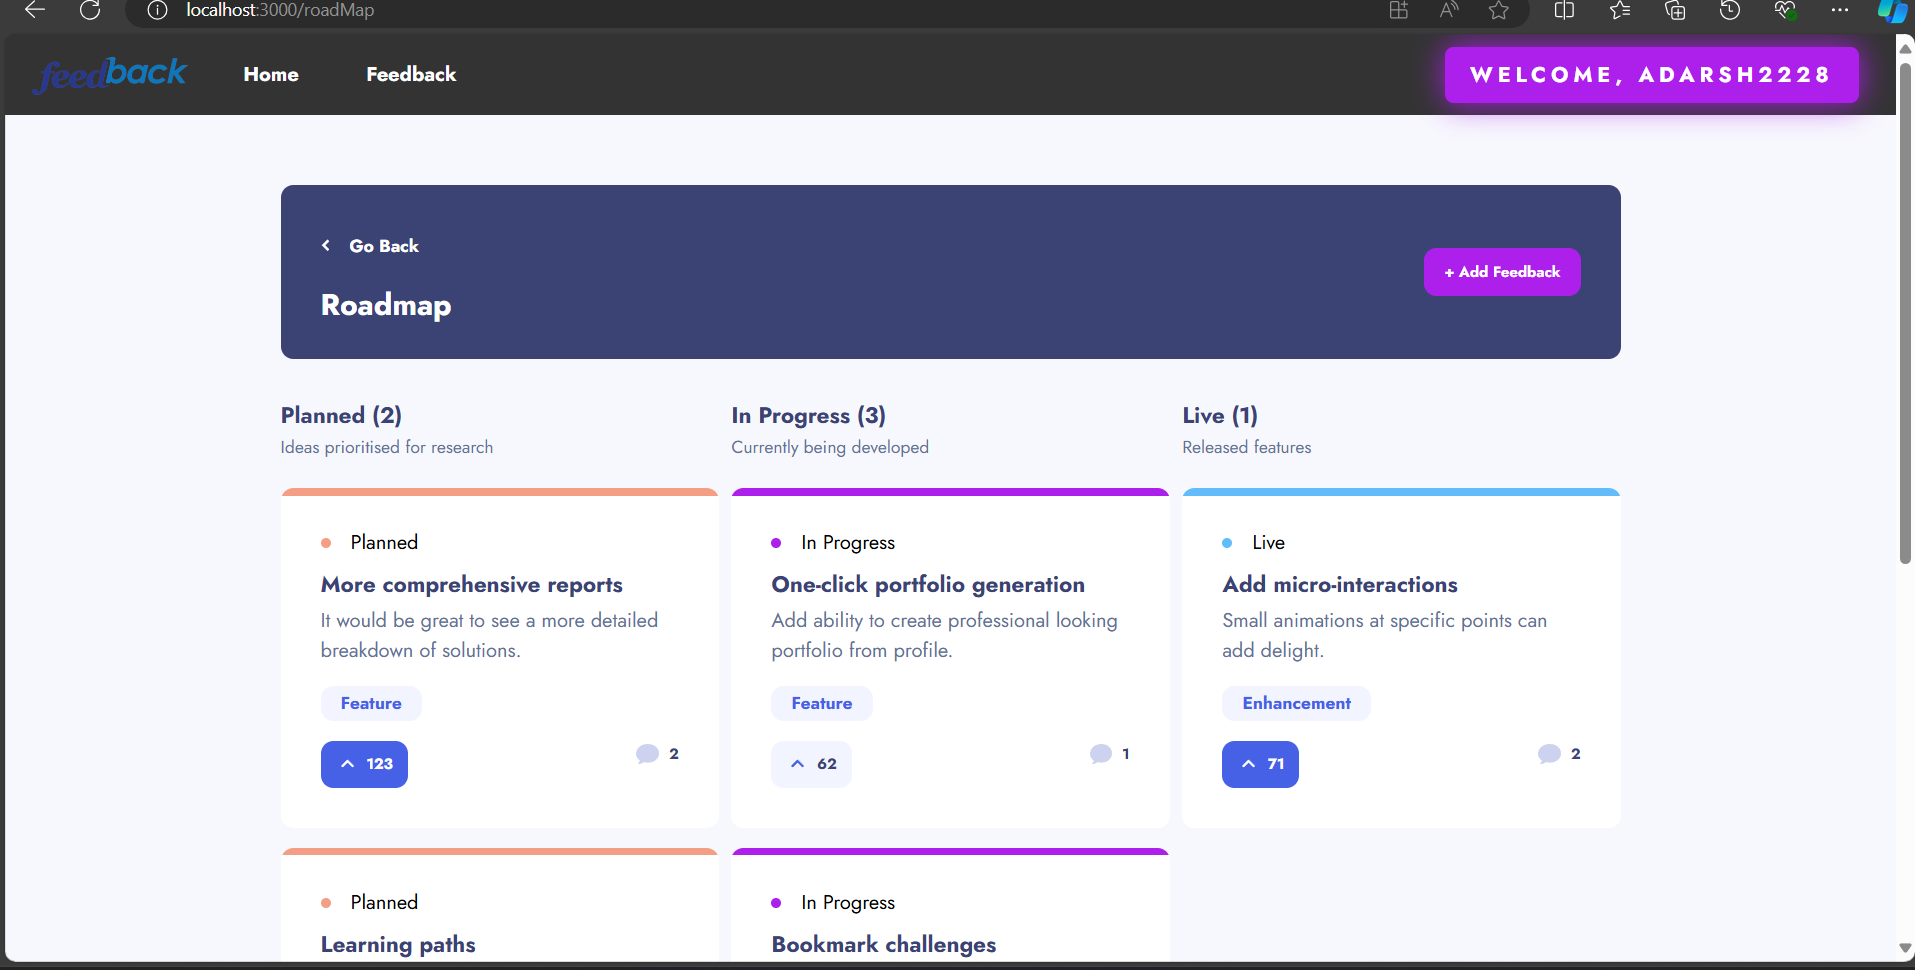 localhost:3000/roadMap
feedback
Home
Feedback
WELCOME, ADARSH2228
Go Back
Roadmap
+ Add Feedback
Planned (2)
Ideas prioritised for research
In Progress (3)
Currently being developed
Live (1)
Released features
Planned
More comprehensive reports
It would be great to see a more detailed
breakdown of solutions.
Feature
123
2
In Progress
One-click portfolio generation
Add ability to create professional looking
portfolio from profile.
Feature
62
1
Live
Add micro-interactions
Small animations at specific points can
add delight.
Enhancement
71
2
Planned
Learning paths
In Progress
Bookmark challenges